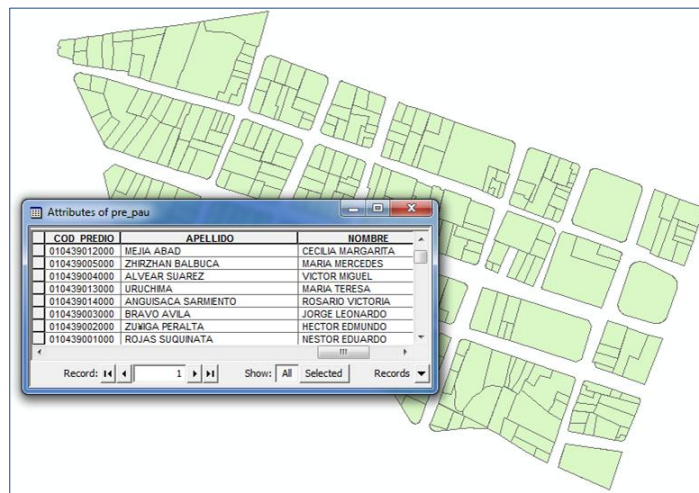 Attributes of pre_pau
COD_PREDIO APELLIDO NOMBRE
010439012000 MEJIA ABAD CECILIA MARGARITA
010439005000 ZHIRZHAN BALBUCA MARIA MERCEDES
010439004000 ALVEAR SUAREZ VICTOR MIGUEL
010439013000 URUCHIMA MARIA TERESA
010439014000 ANGUISACA SARMIENTO ROSARIO VICTORIA
010439003000 BRAVO AVILA JORGE LEONARDO
010439002000 ZU¥IGA PERALTA HECTOR EDMUNDO
010439001000 ROJAS SUQUINATA NESTOR EDUARDO
Record: 1 Show: All Selected Records